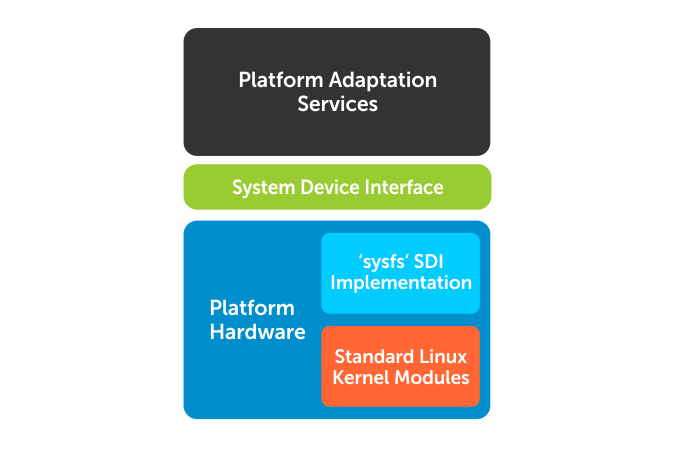 Platform Adaptation
Services
System Device Interface
Platform
Hardware
‘sysfs’ SDI
Implementation
Standard Linux
Kernel Modules